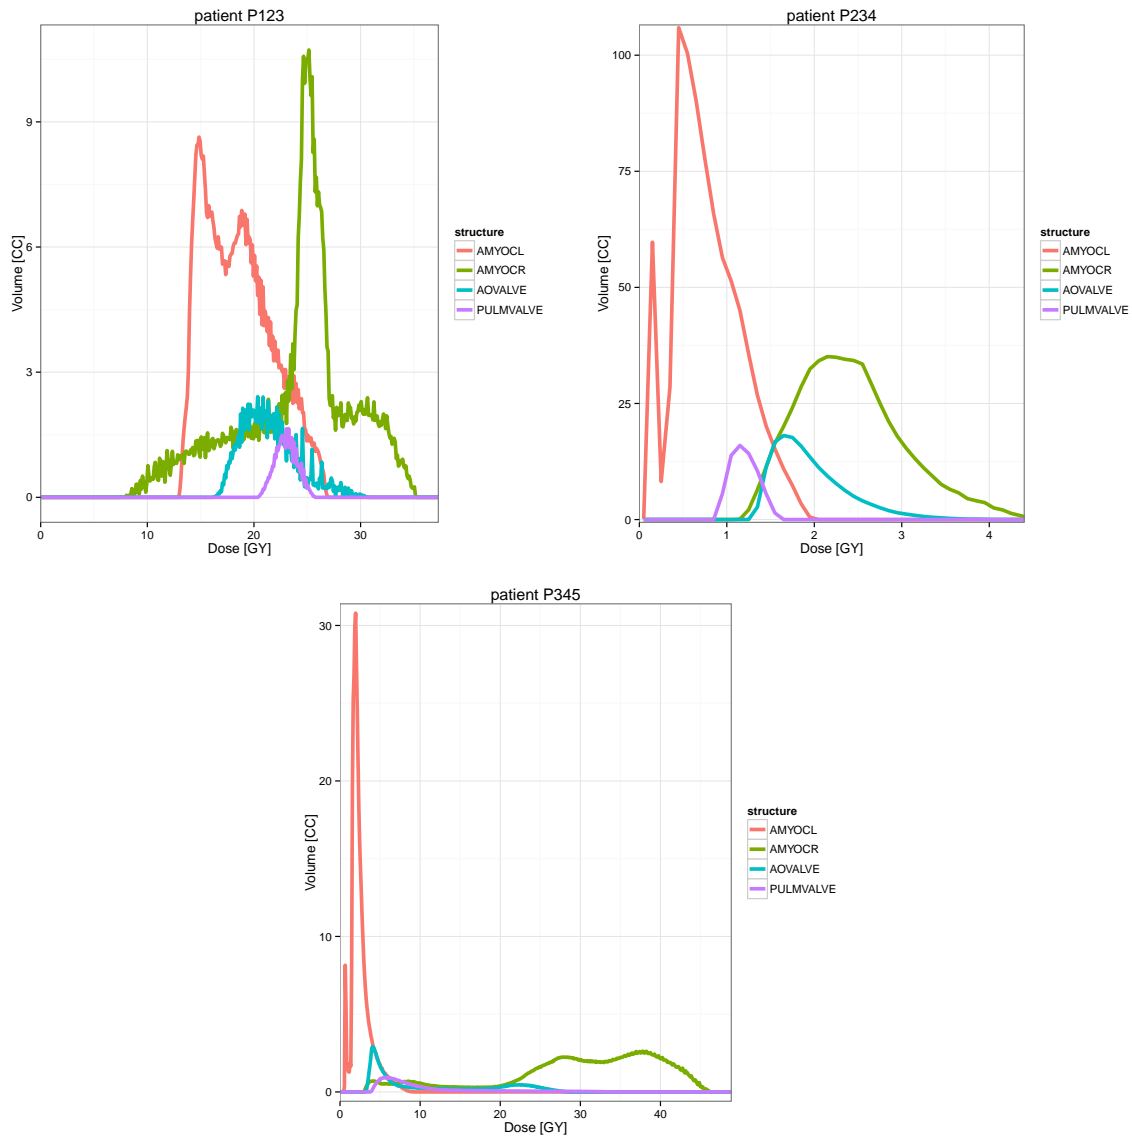 patient P123
Volume [CC]
9
6
3
0
0 10 20 30
Dose [GY]
structure
AMYOCL
AMYOCR
AOVALVE
PULMVALVE
patient P234
Volume [CC]
100
75
50
25
0
0 1 2 3 4
Dose [GY]
structure
AMYOCL
AMYOCR
AOVALVE
PULMVALVE
patient P345
Volume [CC]
30
20
10
0
0 10 20 30 40
Dose [GY]
structure
AMYOCL
AMYOCR
AOVALVE
PULMVALVE